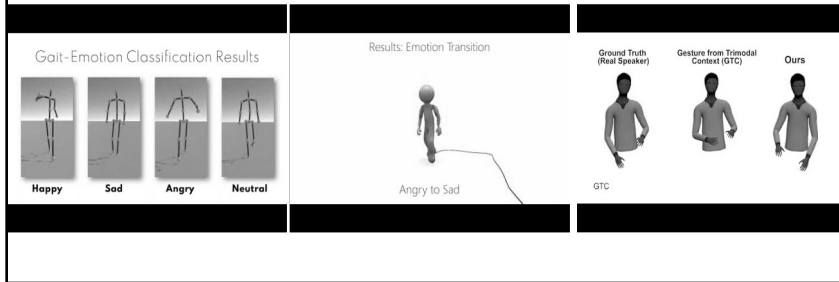 Gait-Emotion Classification Results
Happy Sad Angry Neutral
Results: Emotion Transition
Angry to Sad
Ground Truth
(Real Speaker)
Gesture from Trimodal
Context (GTC)
Ours
GTC